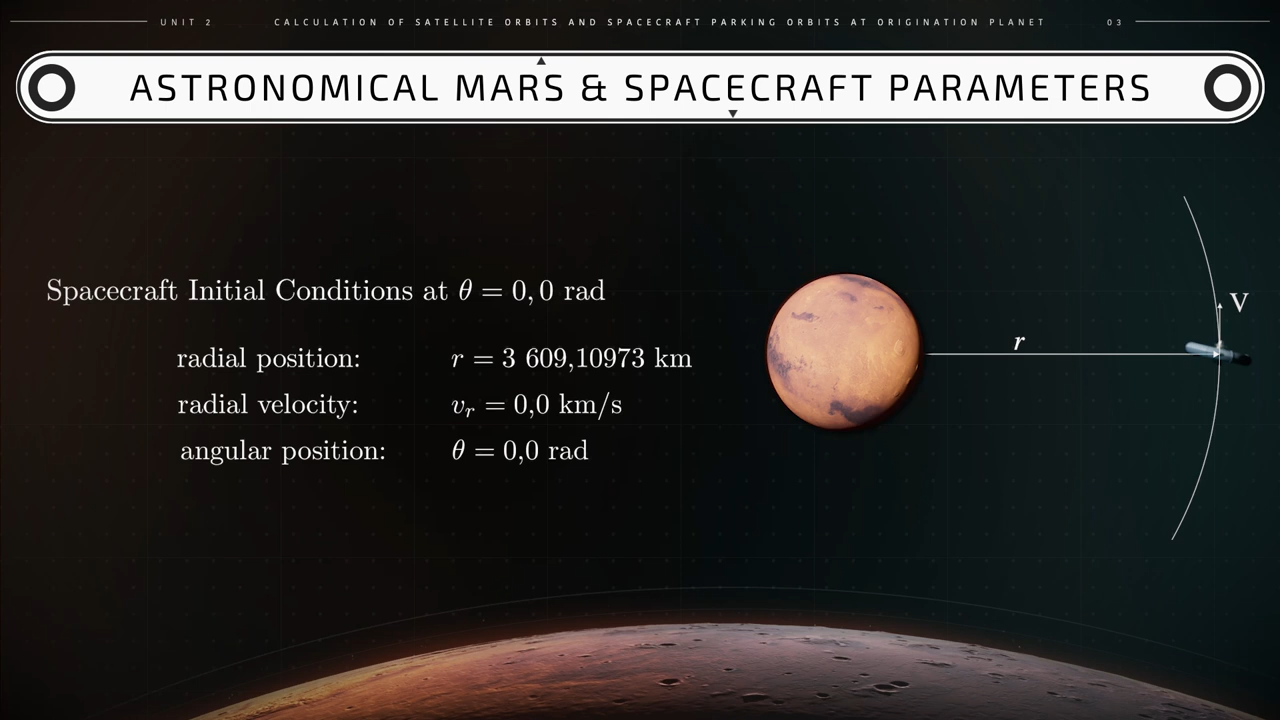 UNIT 2 CALCULATION OF SATELLITE ORBITS AND SPACECRAFT PARKING ORBITS AT ORIGINATION PLANET 03
ASTRONOMICAL MARS & SPACECRAFT PARAMETERS
Spacecraft Initial Conditions at θ = 0, 0 rad
radial position: r = 3 609,10973 km
radial velocity: vᵣ = 0,0 km/s
angular position: θ = 0,0 rad
r
V